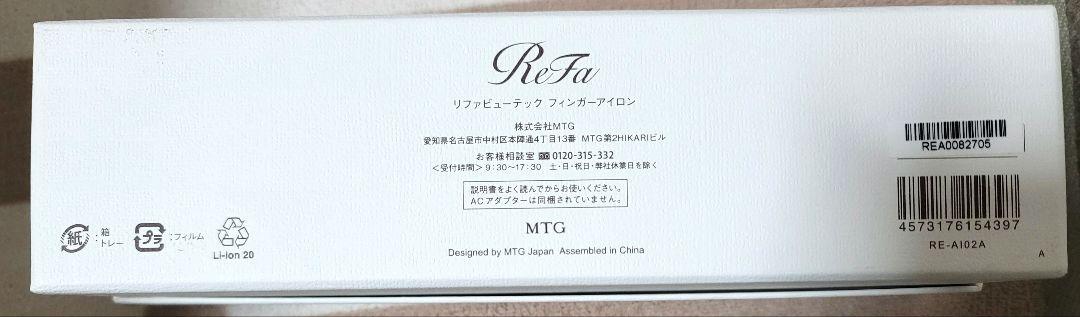 ReFa
リファビューテック フィンガーアイロン
株式会社MTG
愛知県名古屋市中村区本陣通4丁目13番 MTG第2HIKARIビル
お客様相談室 0120-315-332
＜受付時間＞9:30~17:30 土・日・祝日・弊社休業日を除く
説明書をよく読んでからお使いください。
ACアダプターは同梱されていません。
MTG
Designed by MTG Japan Assembled in China
紙 :箱
トレー
プラ :フィルム
Li-ion 20
REA0082705
4573176154397
RE-AI02A
A